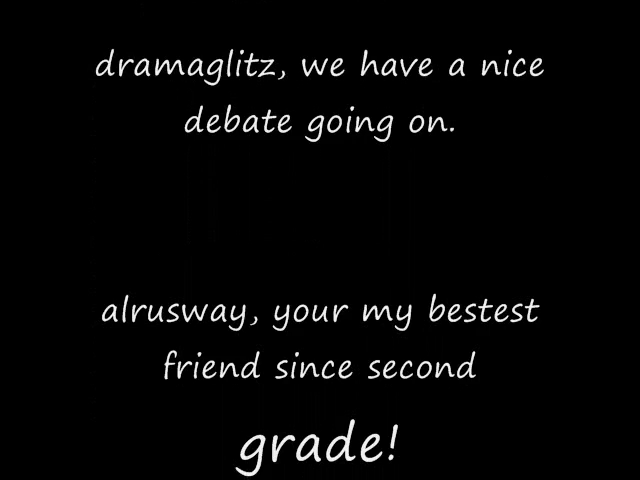 dramaglitz, we have a nice
debate going on.
alrusway, your my bestest
friend since second
grade!